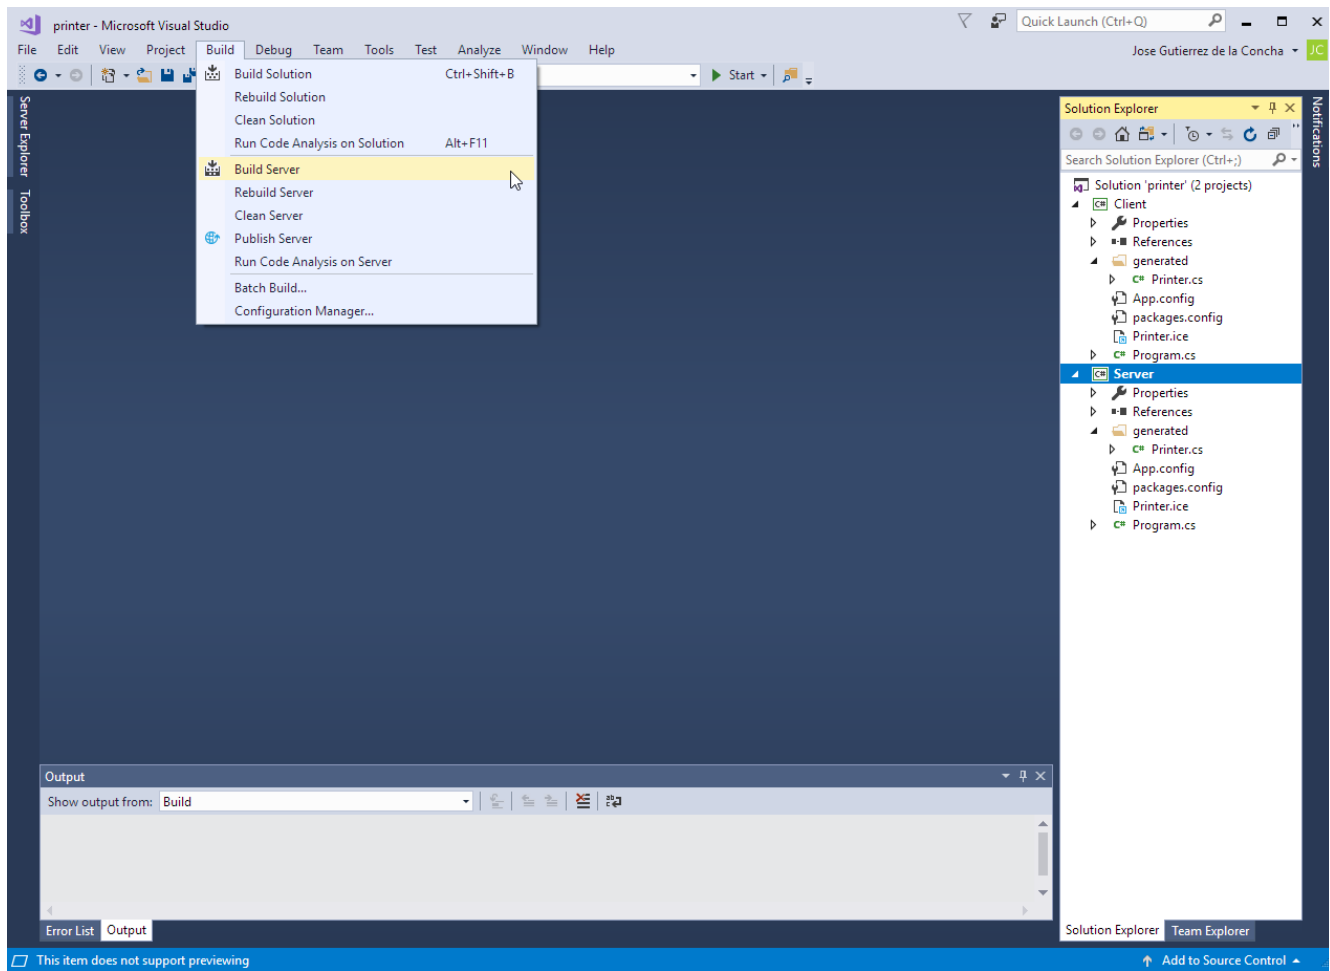 printer - Microsoft Visual Studio
Quick Launch (Ctrl+Q)
File Edit View Project Build Debug Team Tools Test Analyze Window Help
Jose Gutierrez de la Concha
JC
Start
Build Solution Ctrl+Shift+B
Rebuild Solution
Clean Solution
Run Code Analysis on Solution Alt+F11
Build Server
Rebuild Server
Clean Server
Publish Server
Run Code Analysis on Server
Batch Build...
Configuration Manager...
Server Explorer
Toolbox
Solution Explorer
Search Solution Explorer (Ctrl+;)
Solution 'printer' (2 projects)
C# Client
Properties
References
generated
C# Printer.cs
App.config
packages.config
Printer.ice
C# Program.cs
C# Server
Properties
References
generated
C# Printer.cs
App.config
packages.config
Printer.ice
C# Program.cs
Notifications
Output
Show output from: Build
Error List Output
Solution Explorer Team Explorer
This item does not support previewing
Add to Source Control